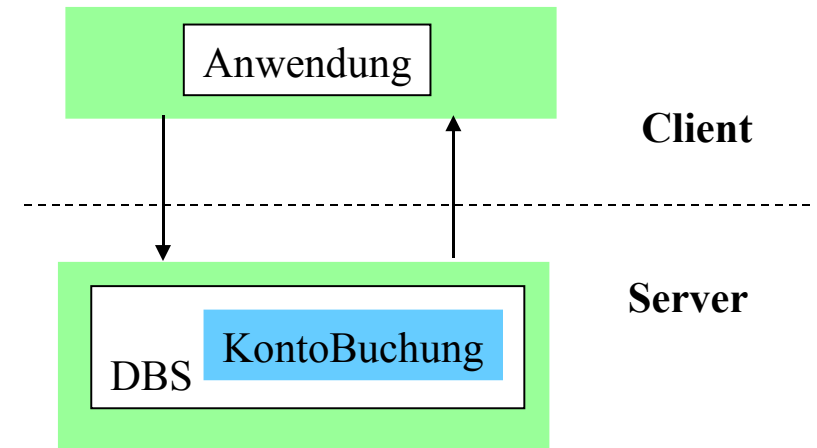 Anwendung
Client
Server
KontoBuchung
DBS